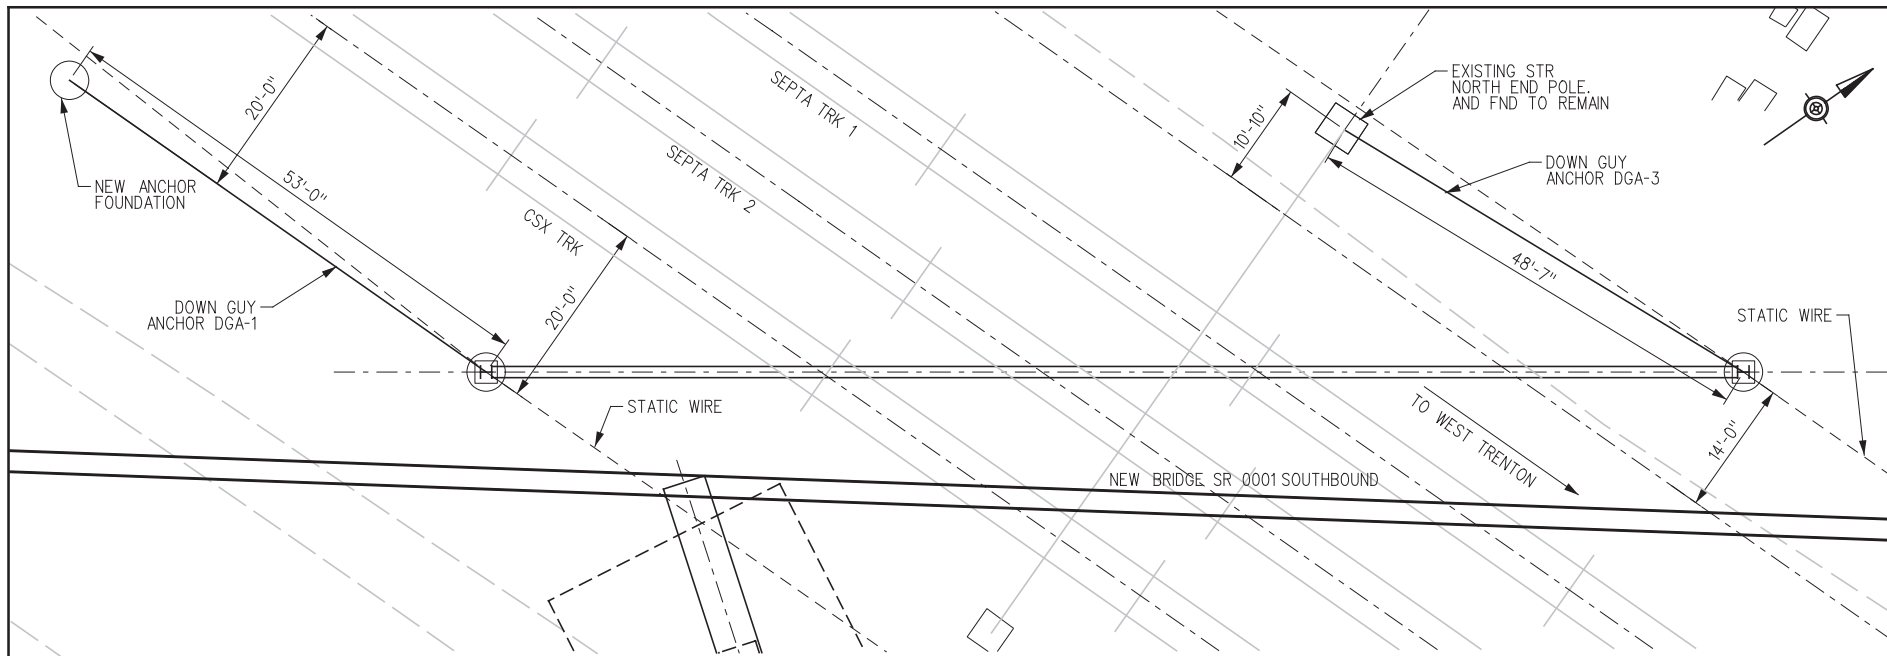 EXISTING STR
NORTH END POLE.
AND FND TO REMAIN
SEPTA TRK 1
20'-0"
10'-10"
SEPTA TRK 2
DOWN GUY
ANCHOR DGA-3
NEW ANCHOR
FOUNDATION
53'-0"
CSX TRK
48'-7"
DOWN GUY
ANCHOR DGA-1
20'-0"
STATIC WIRE
STATIC WIRE
TO WEST TRENTON
14'-0"
NEW BRIDGE SR 0001 SOUTHBOUND